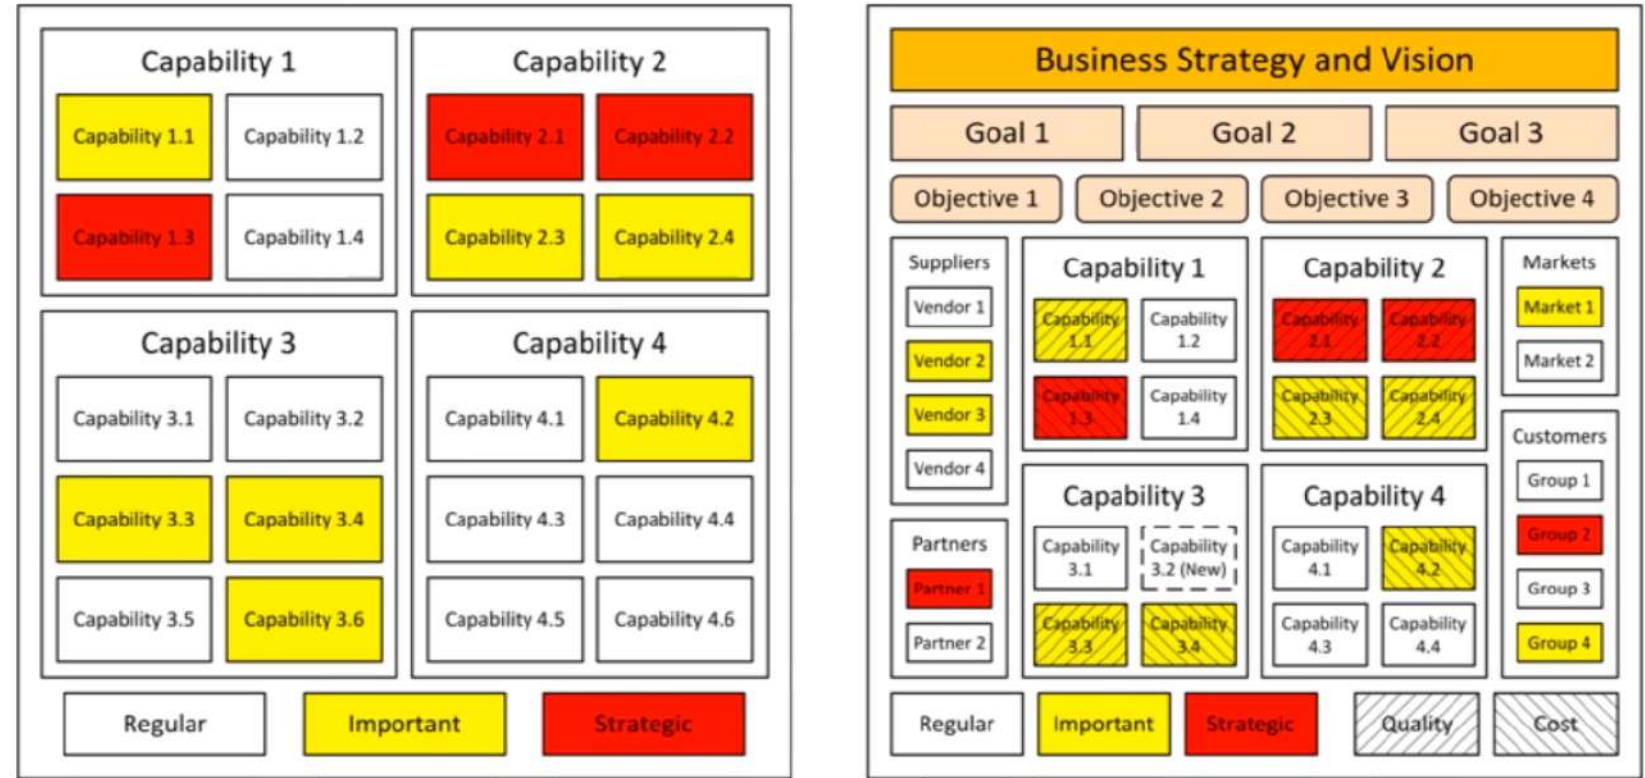 Capability 1
Capability 1.1
Capability 1.2
Capability 1.3
Capability 1.4
Capability 2
Capability 2.1
Capability 2.2
Capability 2.3
Capability 2.4
Capability 3
Capability 3.1
Capability 3.2
Capability 3.3
Capability 3.4
Capability 3.5
Capability 3.6
Capability 4
Capability 4.1
Capability 4.2
Capability 4.3
Capability 4.4
Capability 4.5
Capability 4.6
Regular
Important
Strategic
Business Strategy and Vision
Goal 1
Goal 2
Goal 3
Objective 1
Objective 2
Objective 3
Objective 4
Suppliers
Vendor 1
Vendor 2
Vendor 3
Vendor 4
Partners
Partner 1
Partner 2
Capability 1
Capability
1.1
Capability
1.2
Capability
1.3
Capability
1.4
Capability 2
Capability
2.1
Capability
2.2
Capability
2.3
Capability
2.4
Capability 3
Capability
3.1
Capability
3.2 (New)
Capability
3.3
Capability
3.4
Capability 4
Capability
4.1
Capability
4.2
Capability
4.3
Capability
4.4
Markets
Market 1
Market 2
Customers
Group 1
Group 2
Group 3
Group 4
Regular
Important
Strategic
Quality
Cost